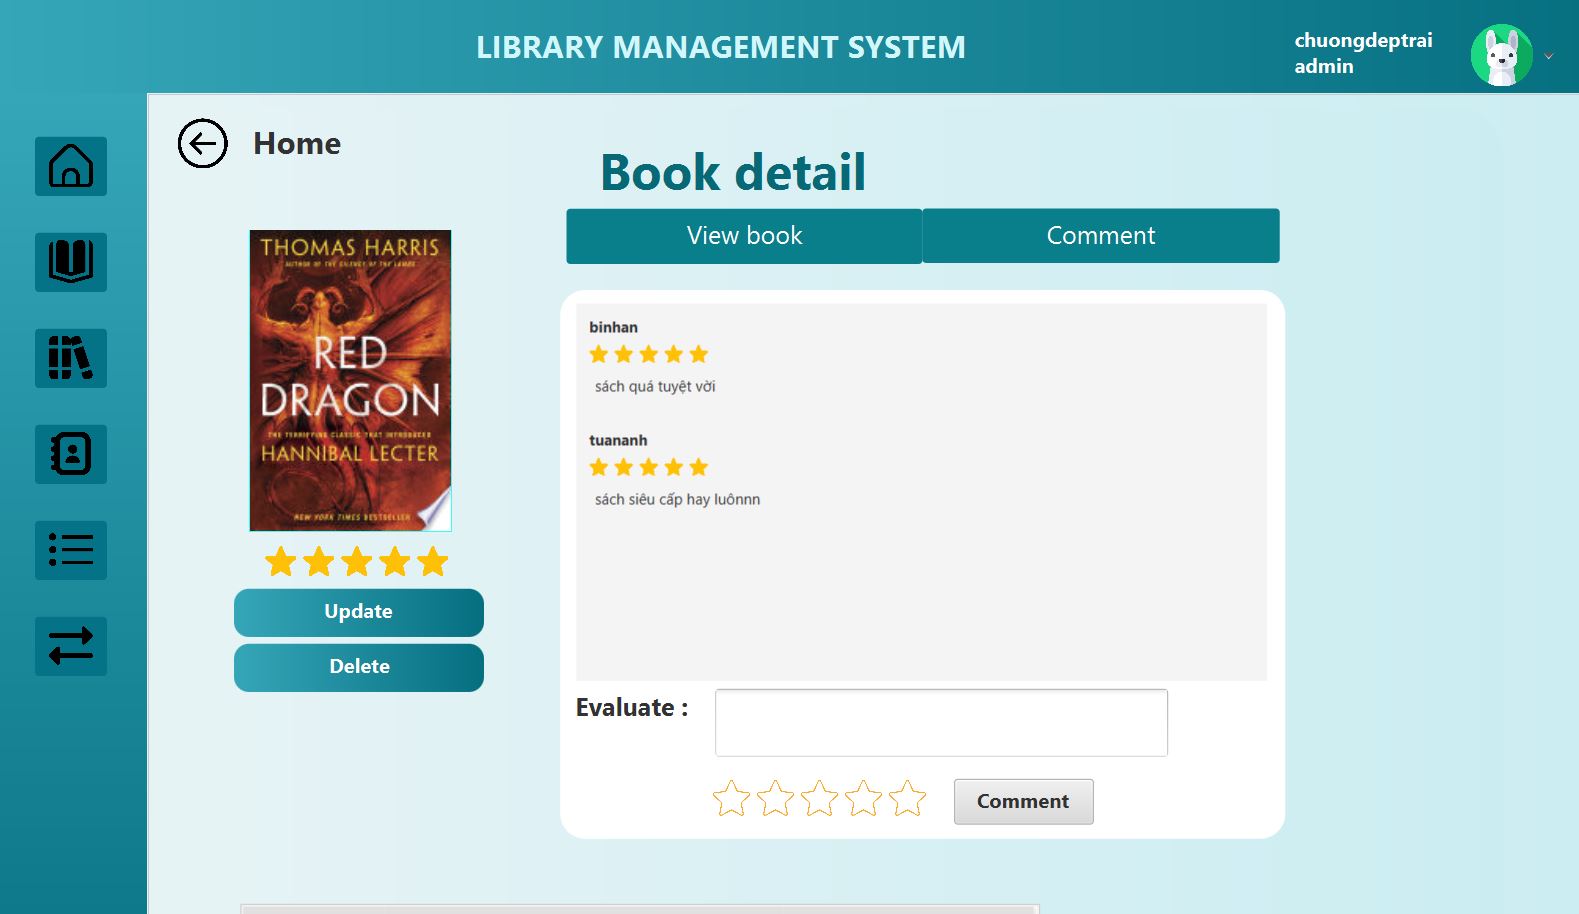 LIBRARY MANAGEMENT SYSTEM
chuongdeptrai
admin
Home
Book detail
View book
Comment
THOMAS HARRIS
AUTHOR OF THE SILENCE OF THE LAMBS
RED
DRAGON
THE TERRIFYING CLASSIC THAT INTRODUCED
HANNIBAL LECTER
NEW YORK TIMES BESTSELLER
Update
Delete
binhan
sách quá tuyệt vời
tuananh
sách siêu cấp hay luônnn
Evaluate :
Comment